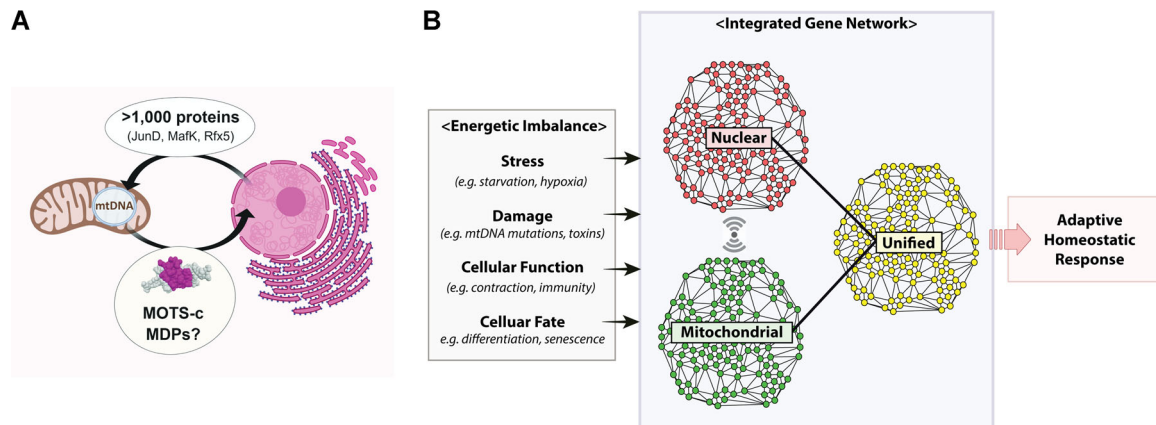 A
>1,000 proteins
(JunD, MafK, Rfx5)
mtDNA
MOTS-c
MDPs?
B
<Energetic Imbalance>
Stress
(e.g. starvation, hypoxia)
Damage
(e.g. mtDNA mutations, toxins)
Cellular Function
(e.g. contraction, immunity)
Celluar Fate
e.g. differentiation, senescence
<Integrated Gene Network>
Nuclear
Mitochondrial
Unified
Adaptive
Homeostatic
Response